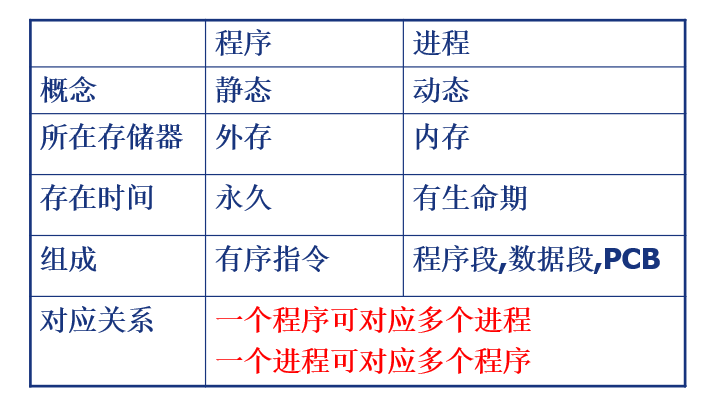 程序 进程
概念 静态 动态
所在存储器 外存 内存
存在时间 永久 有生命期
组成 有序指令 程序段,数据段,PCB
对应关系 一个程序可对应多个进程
一个进程可对应多个程序